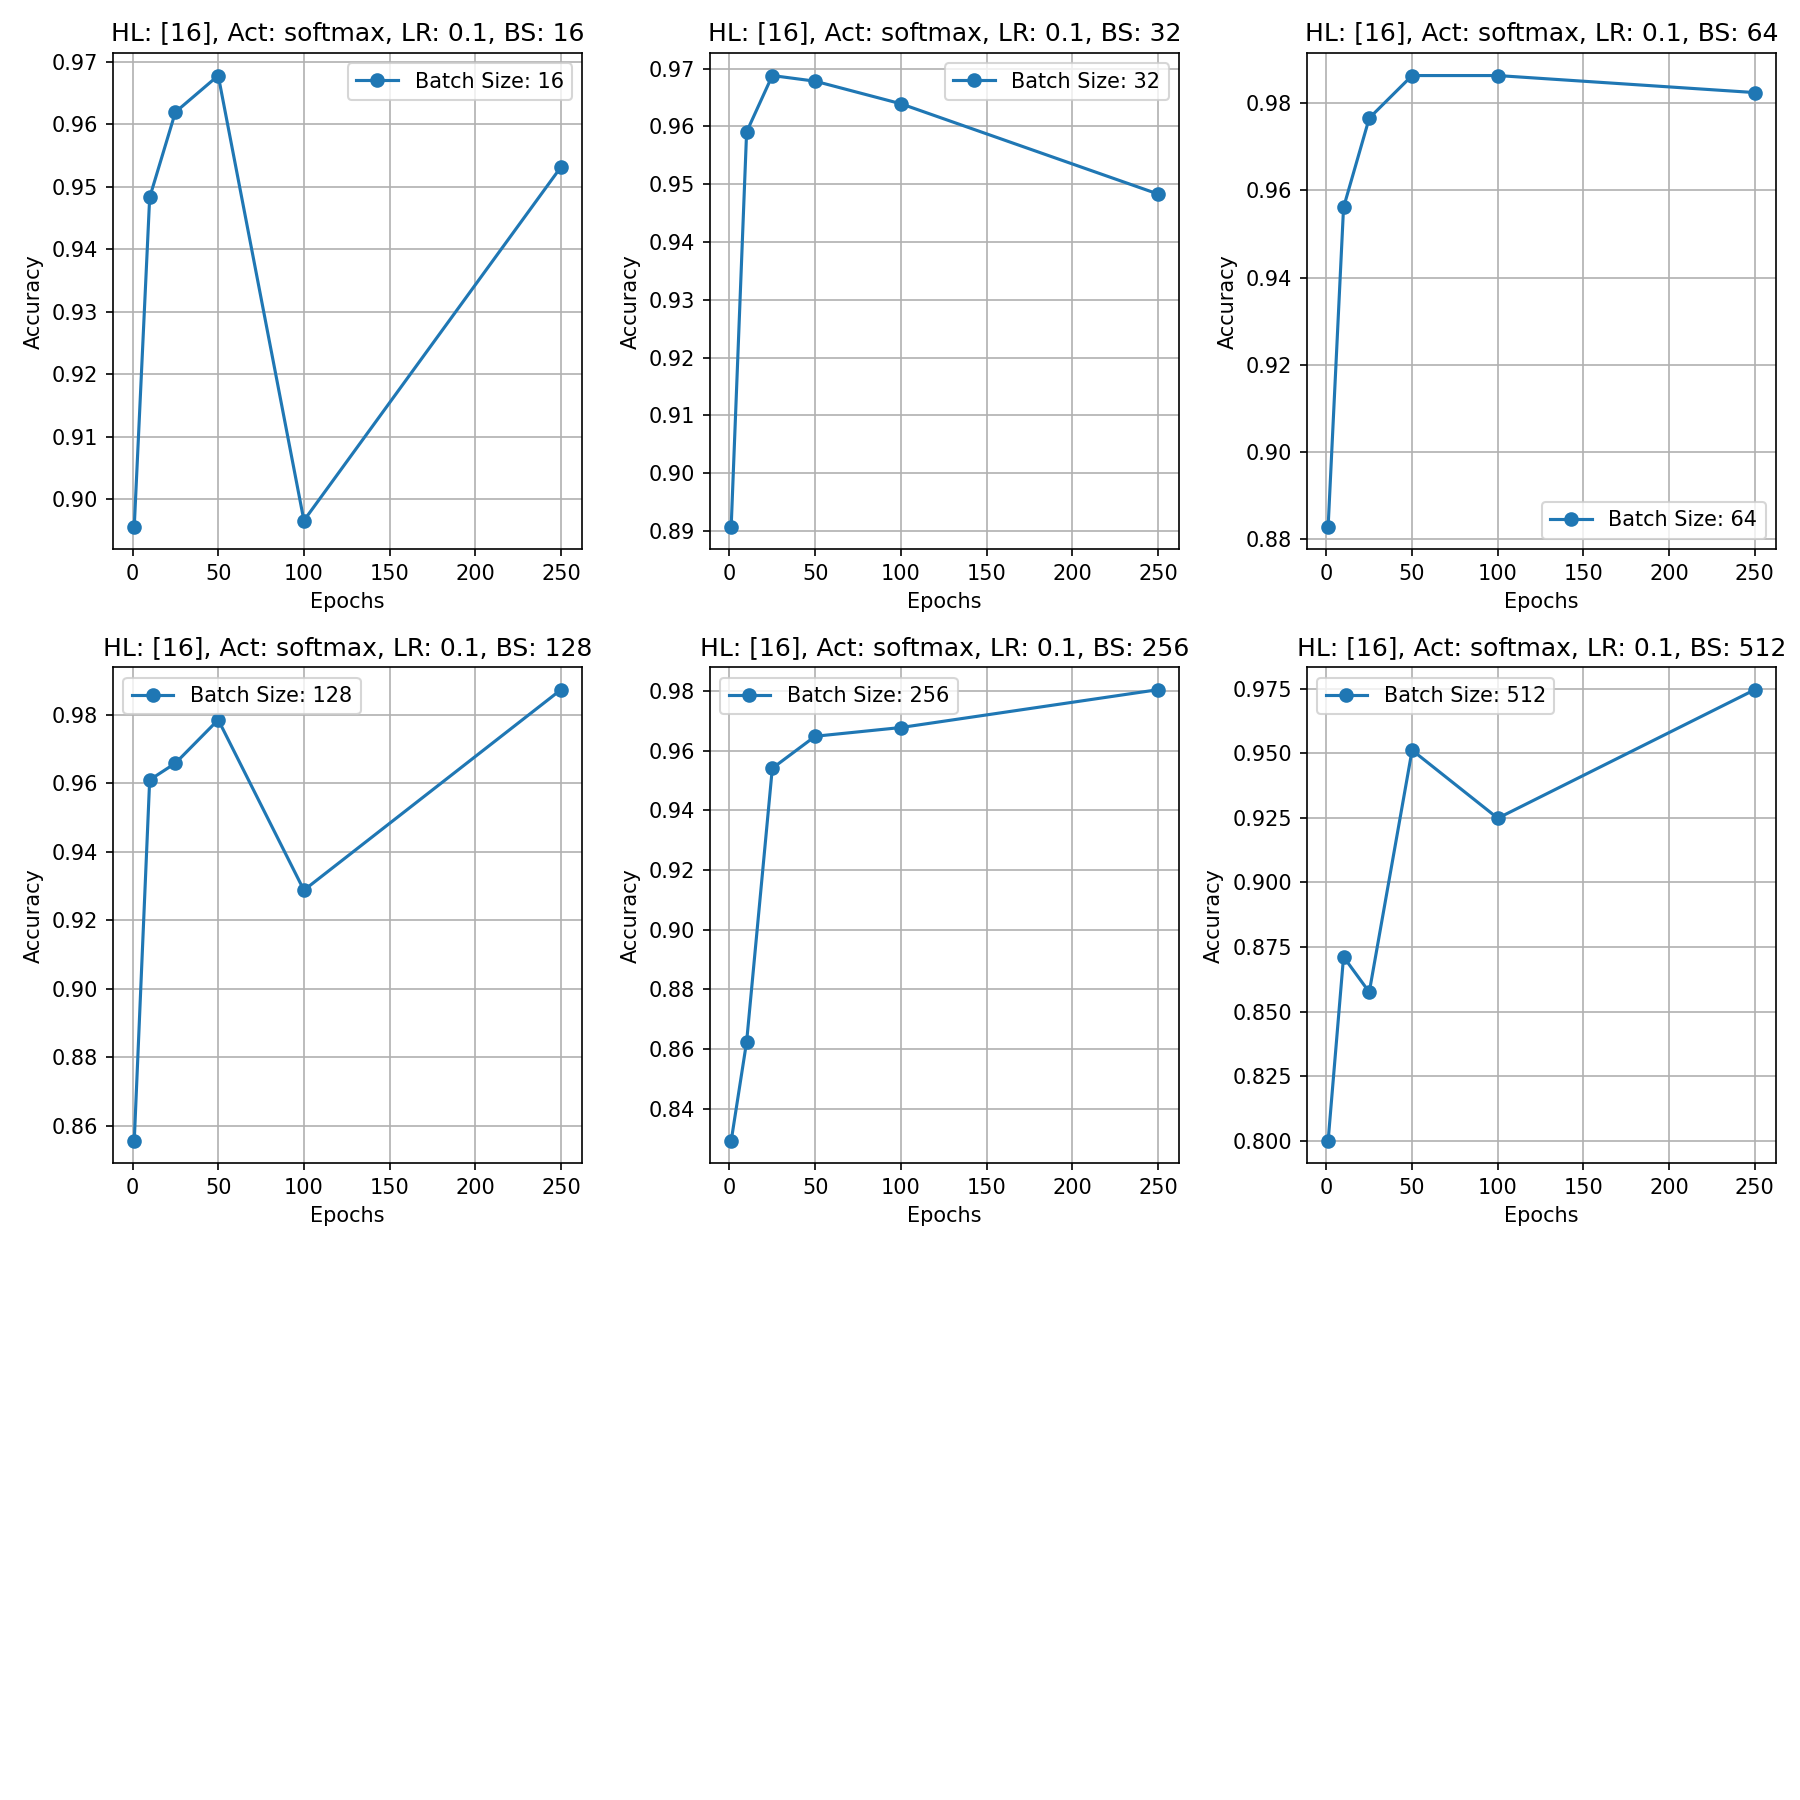 HL: [16], Act: softmax, LR: 0.1, BS: 16
Batch Size: 16
0.97
0.96
0.95
0.94
0.93
0.92
0.91
0.90
Accuracy
0 50 100 150 200 250
Epochs
HL: [16], Act: softmax, LR: 0.1, BS: 32
Batch Size: 32
0.97
0.96
0.95
0.94
0.93
0.92
0.91
0.90
0.89
Accuracy
0 50 100 150 200 250
Epochs
HL: [16], Act: softmax, LR: 0.1, BS: 64
0.98
0.96
0.94
0.92
0.90
0.88
Accuracy
Batch Size: 64
0 50 100 150 200 250
Epochs
HL: [16], Act: softmax, LR: 0.1, BS: 128
Batch Size: 128
0.98
0.96
0.94
0.92
0.90
0.88
0.86
Accuracy
0 50 100 150 200 250
Epochs
HL: [16], Act: softmax, LR: 0.1, BS: 256
Batch Size: 256
0.98
0.96
0.94
0.92
0.90
0.88
0.86
0.84
Accuracy
0 50 100 150 200 250
Epochs
HL: [16], Act: softmax, LR: 0.1, BS: 512
Batch Size: 512
0.975
0.950
0.925
0.900
0.875
0.850
0.825
0.800
Accuracy
0 50 100 150 200 250
Epochs